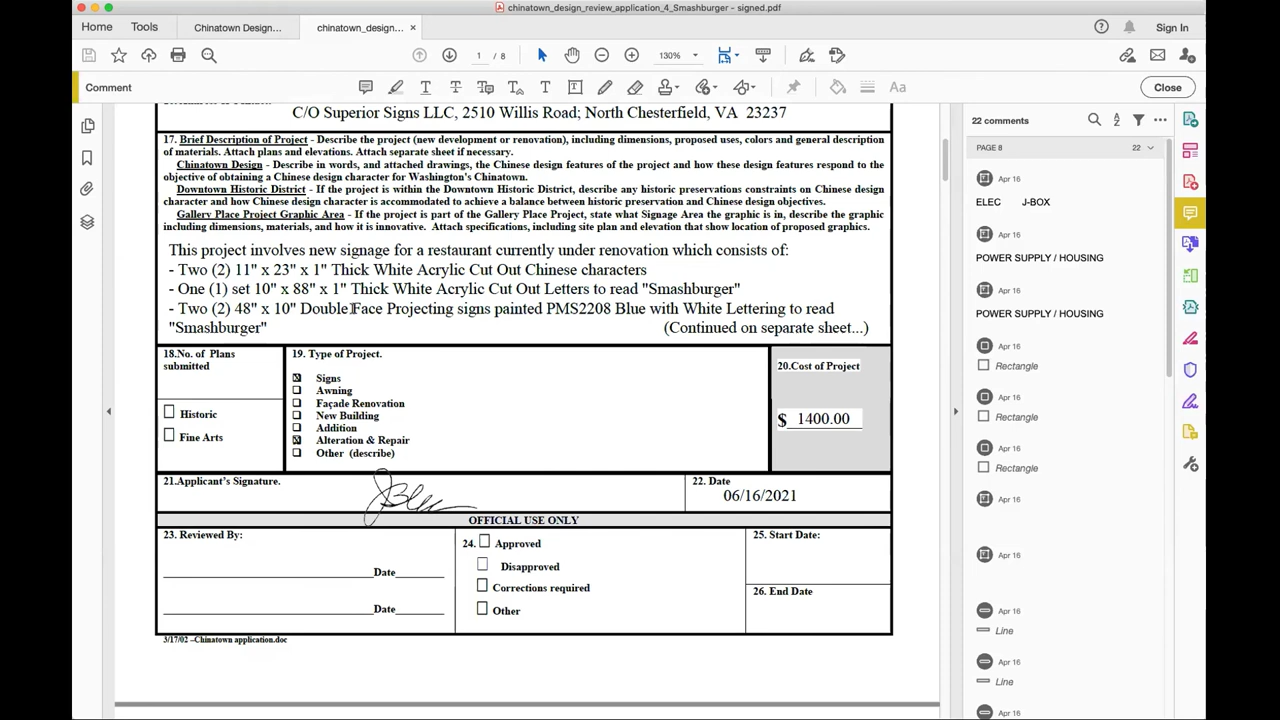 chinatown_design_review_application_4_Smashburger - signed.pdf
Home Tools Chinatown Design... chinatown_design... × Sign In
1 / 8 130%
Comment Close
C/O Superior Signs LLC, 2510 Willis Road; North Chesterfield, VA 23237
17. Brief Description of Project - Describe the project (new development or renovation), including dimensions, proposed uses, colors and general description
of materials. Attach plans and elevations. Attach separate sheet if necessary.
Chinatown Design - Describe in words, and attached drawings, the Chinese design features of the project and how these design features respond to the
objective of obtaining a Chinese design character for Washington's Chinatown.
Downtown Historic District - If the project is within the Downtown Historic District, describe any historic preservations constraints on Chinese design
character and how Chinese design character is accommodated to achieve a balance between historic preservation and Chinese design objectives.
Gallery Place Project Graphic Area - If the project is part of the Gallery Place Project, state what Signage Area the graphic is in, describe the graphic
including dimensions, materials, and how it is innovative. Attach specifications, including site plan and elevation that show location of proposed graphics.
This project involves new signage for a restaurant currently under renovation which consists of:
- Two (2) 11" x 23" x 1" Thick White Acrylic Cut Out Chinese characters
- One (1) set 10" x 88" x 1" Thick White Acrylic Cut Out Letters to read "Smashburger"
- Two (2) 48" x 10" Double Face Projecting signs painted PMS2208 Blue with White Lettering to read
"Smashburger" (Continued on separate sheet...)
18.No. of Plans
submitted
Historic
Fine Arts
19. Type of Project.
Signs
Awning
Façade Renovation
New Building
Addition
Alteration & Repair
Other (describe)
20.Cost of Project
$ 1400.00
21.Applicant's Signature.
22. Date
06/16/2021
OFFICIAL USE ONLY
23. Reviewed By:
Date
Date
24. Approved
Disapproved
Corrections required
Other
25. Start Date:
26. End Date
3/17/02 –Chinatown application.doc
22 comments
PAGE 8 22
Apr 16
ELEC J-BOX
Apr 16
POWER SUPPLY / HOUSING
Apr 16
POWER SUPPLY / HOUSING
Apr 16
Rectangle
Apr 16
Rectangle
Apr 16
Rectangle
Apr 16
Apr 16
Apr 16
Line
Apr 16
Line
Apr 16